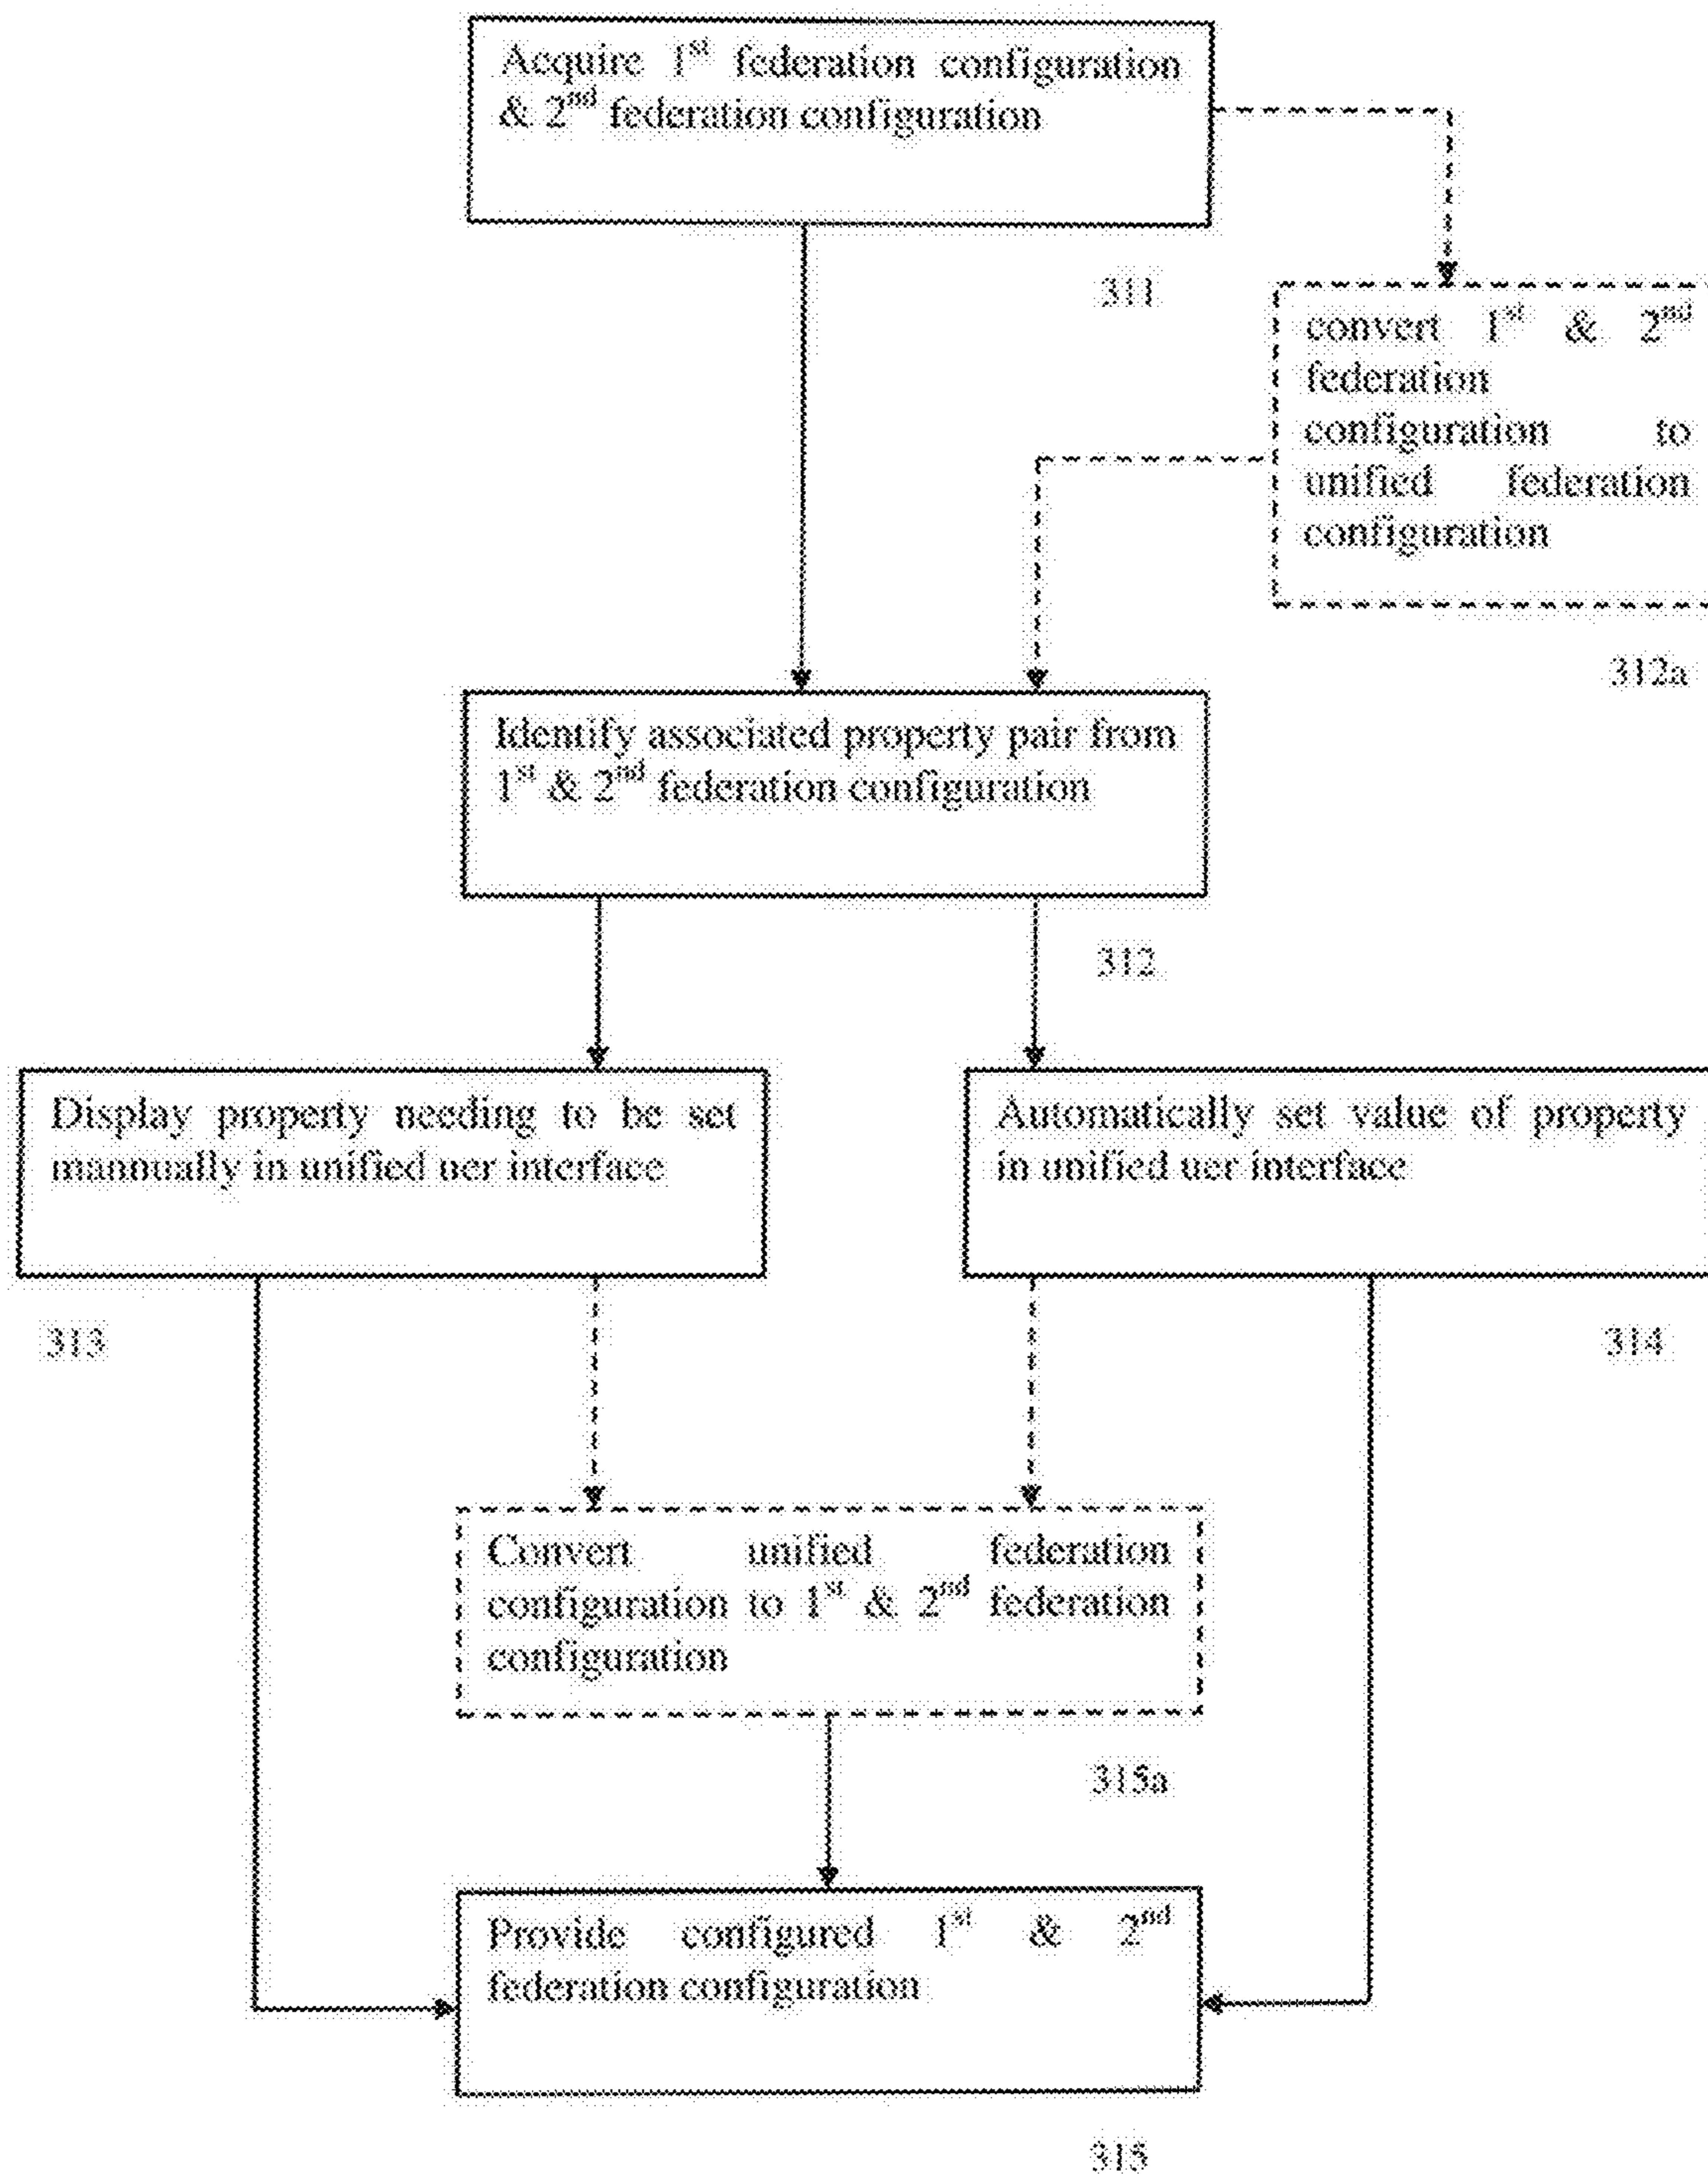 Acquire 1st federation configuration
& 2nd federation configuration
311
convert 1st & 2nd
federation
configuration to
unified federation
configuration
312a
Identify associated property pair from
1st & 2nd federation configuration
312
Display property needing to be set
mannually in unified uer interface
313
Automatically set value of property
in unified uer interface
314
Convert unified federation
configuration to 1st & 2nd federation
configuration
315a
Provide configured 1st & 2nd
federation configuration
315